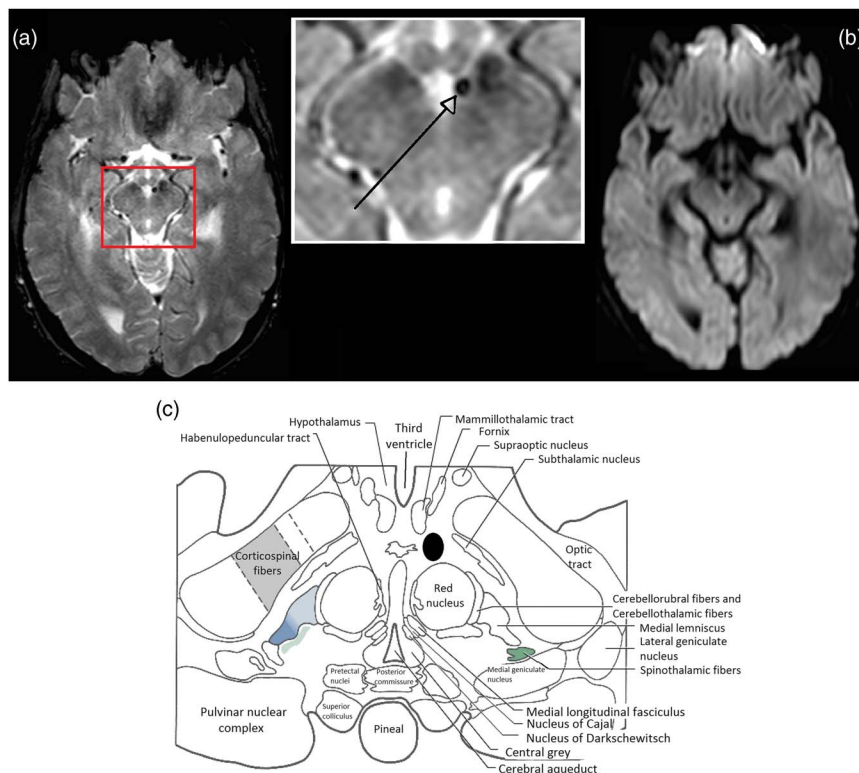 (a)
(b)
(c)
Hypothalamus
Habenulopeduncular tract
Third
ventricle
Mammillothalamic tract
Fornix
Supraoptic nucleus
Subthalamic nucleus
Corticospinal
fibers
Optic
tract
Red
nucleus
Cerebellorubral fibers and
Cerebellothalamic fibers
Medial lemniscus
Lateral geniculate
nucleus
Spinothalamic fibers
Medial geniculate
nucleus
Pretectal
nuclei
Posterior
commissure
Superior
colliculus
Pineal
Pulvinar nuclear
complex
Medial longitudinal fasciculus
Nucleus of Cajal
Nucleus of Darkschewitsch
Central grey
Cerebral aqueduct